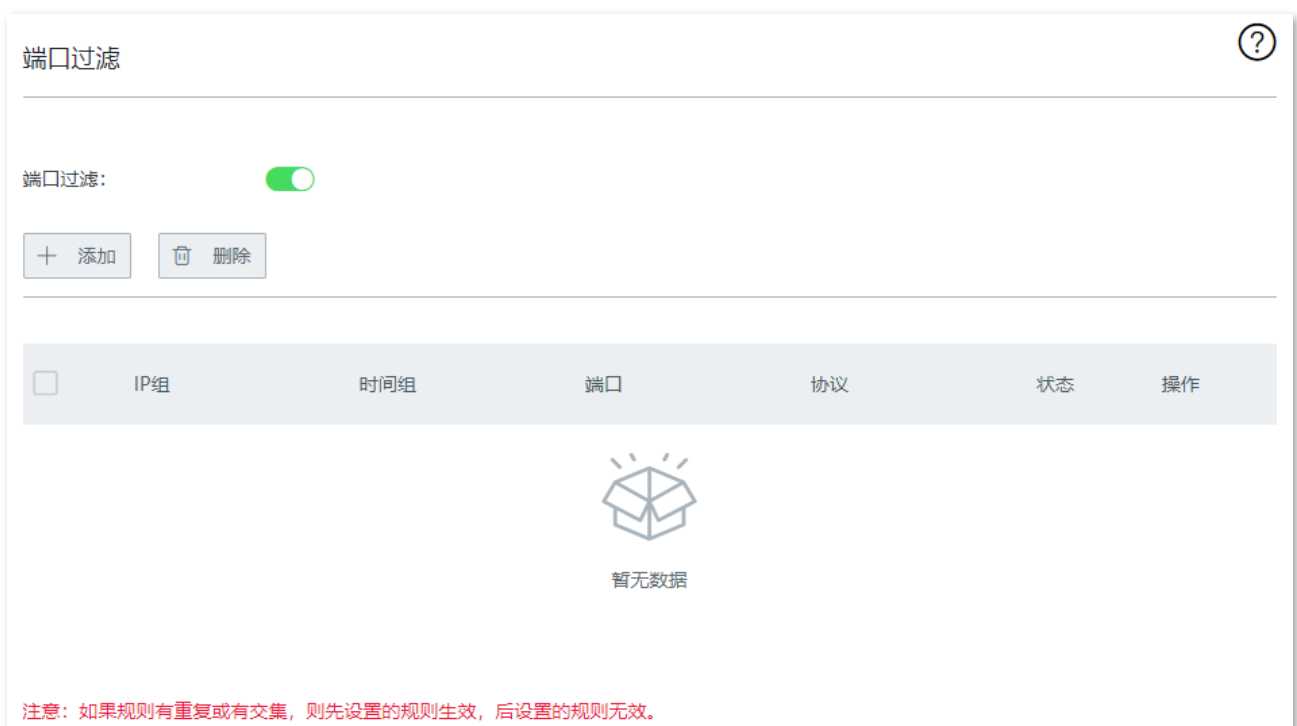 端口过滤
?
端口过滤：
添加 删除
IP组 时间组 端口 协议 状态 操作
暂无数据
注意：如果规则有重复或有交集，则先设置的规则生效，后设置的规则无效。